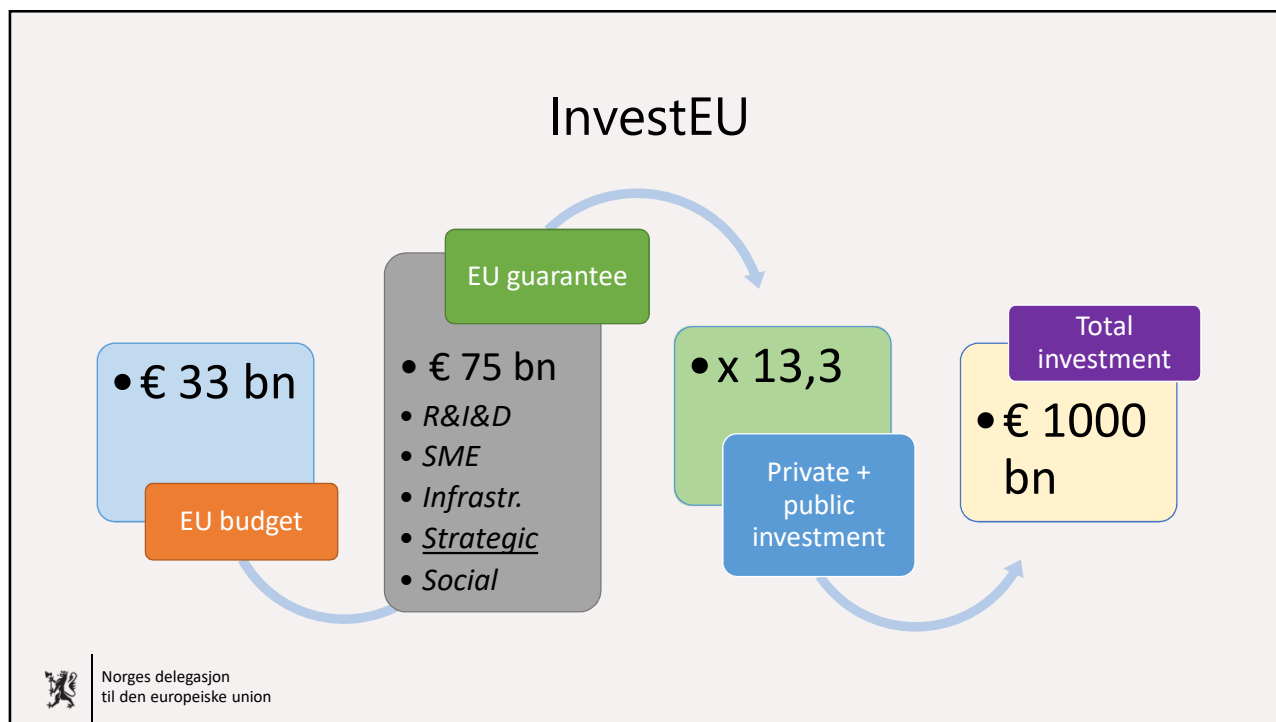 InvestEU
• € 33 bn
EU budget
EU guarantee
• € 75 bn
• R&I&D
• SME
• Infrastr.
• Strategic
• Social
• x 13,3
Private +
public
investment
Total
investment
• € 1000
bn
Norges delegasjon
til den europeiske union